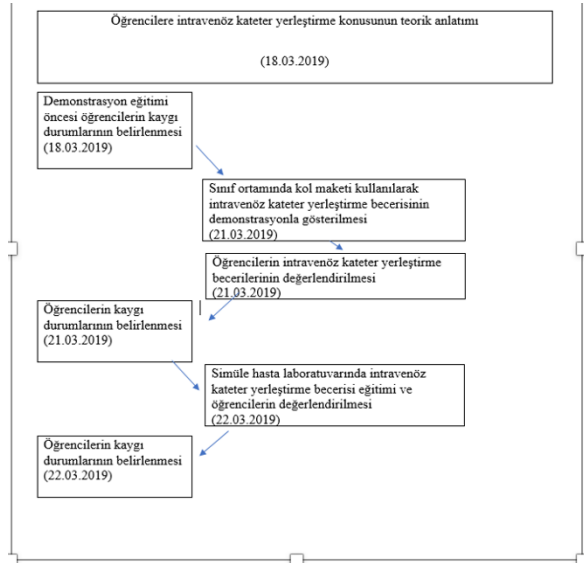 Öğrencilere intravenöz kateter yerleştirme konusunun teorik anlatımı
(18.03.2019)
Demonstrasyon eğitimi
öncesi öğrencilerin kaygı
durumlarının belirlenmesi
(18.03.2019)
Sınıf ortamında kol maketi kullanılarak
intravenöz kateter yerleştirme becerisinin
demonstrasyonla gösterilmesi
(21.03.2019)
Öğrencilerin intravenöz kateter yerleştirme
becerilerinin değerlendirilmesi
(21.03.2019)
Öğrencilerin kaygı
durumlarının belirlenmesi
(21.03.2019)
Simüle hasta laboratuvarında intravenöz
kateter yerleştirme becerisi eğitimi ve
öğrencilerin değerlendirilmesi
(22.03.2019)
Öğrencilerin kaygı
durumlarının belirlenmesi
(22.03.2019)